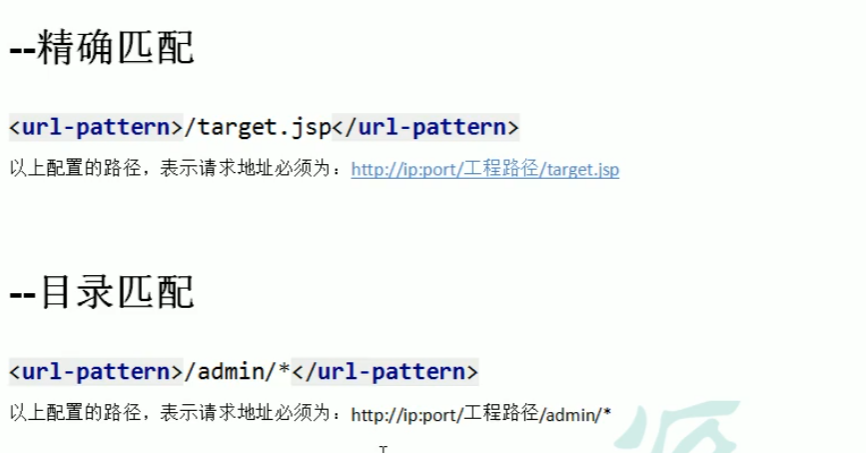 --精确匹配
<url-pattern>/target.jsp</url-pattern>
以上配置的路径，表示请求地址必须为：http://ip:port/工程路径/target.jsp
--目录匹配
<url-pattern>/admin/*</url-pattern>
以上配置的路径，表示请求地址必须为：http://ip:port/工程路径/admin/*